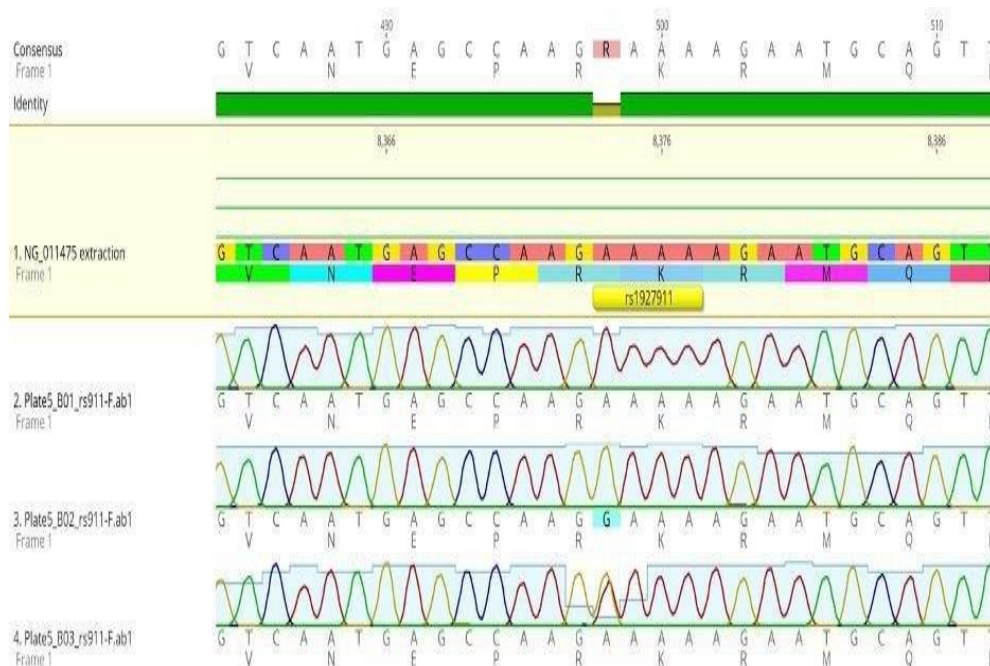 490 500 510
Consensus G T C A A T G A G C C A A G R A A A A G A A T G C A G T T
Frame 1 V N E P R K R M Q
Identity
8,366 8,376 8,386
1. NG_011475 extraction G T C A A T G A G C C A A G A A A A A G A A T G C A G T T
Frame 1 V N E P R K R M Q
rs1927911
2. Plate5_B01_rs911-F.ab1 G T C A A T G A G C C A A G A A A A A G A A T G C A G T T
Frame 1 V N E P R K R M Q
3. Plate5_B02_rs911-F.ab1 G T C A A T G A G C C A A G G A A A A G A A T G C A G T T
Frame 1 V N E P R K R M Q
4. Plate5_B03_rs911-F.ab1 G T C A A T G A G C C A A G A A A A A G A A T G C A G T T
Frame 1 V N E P R K R M Q